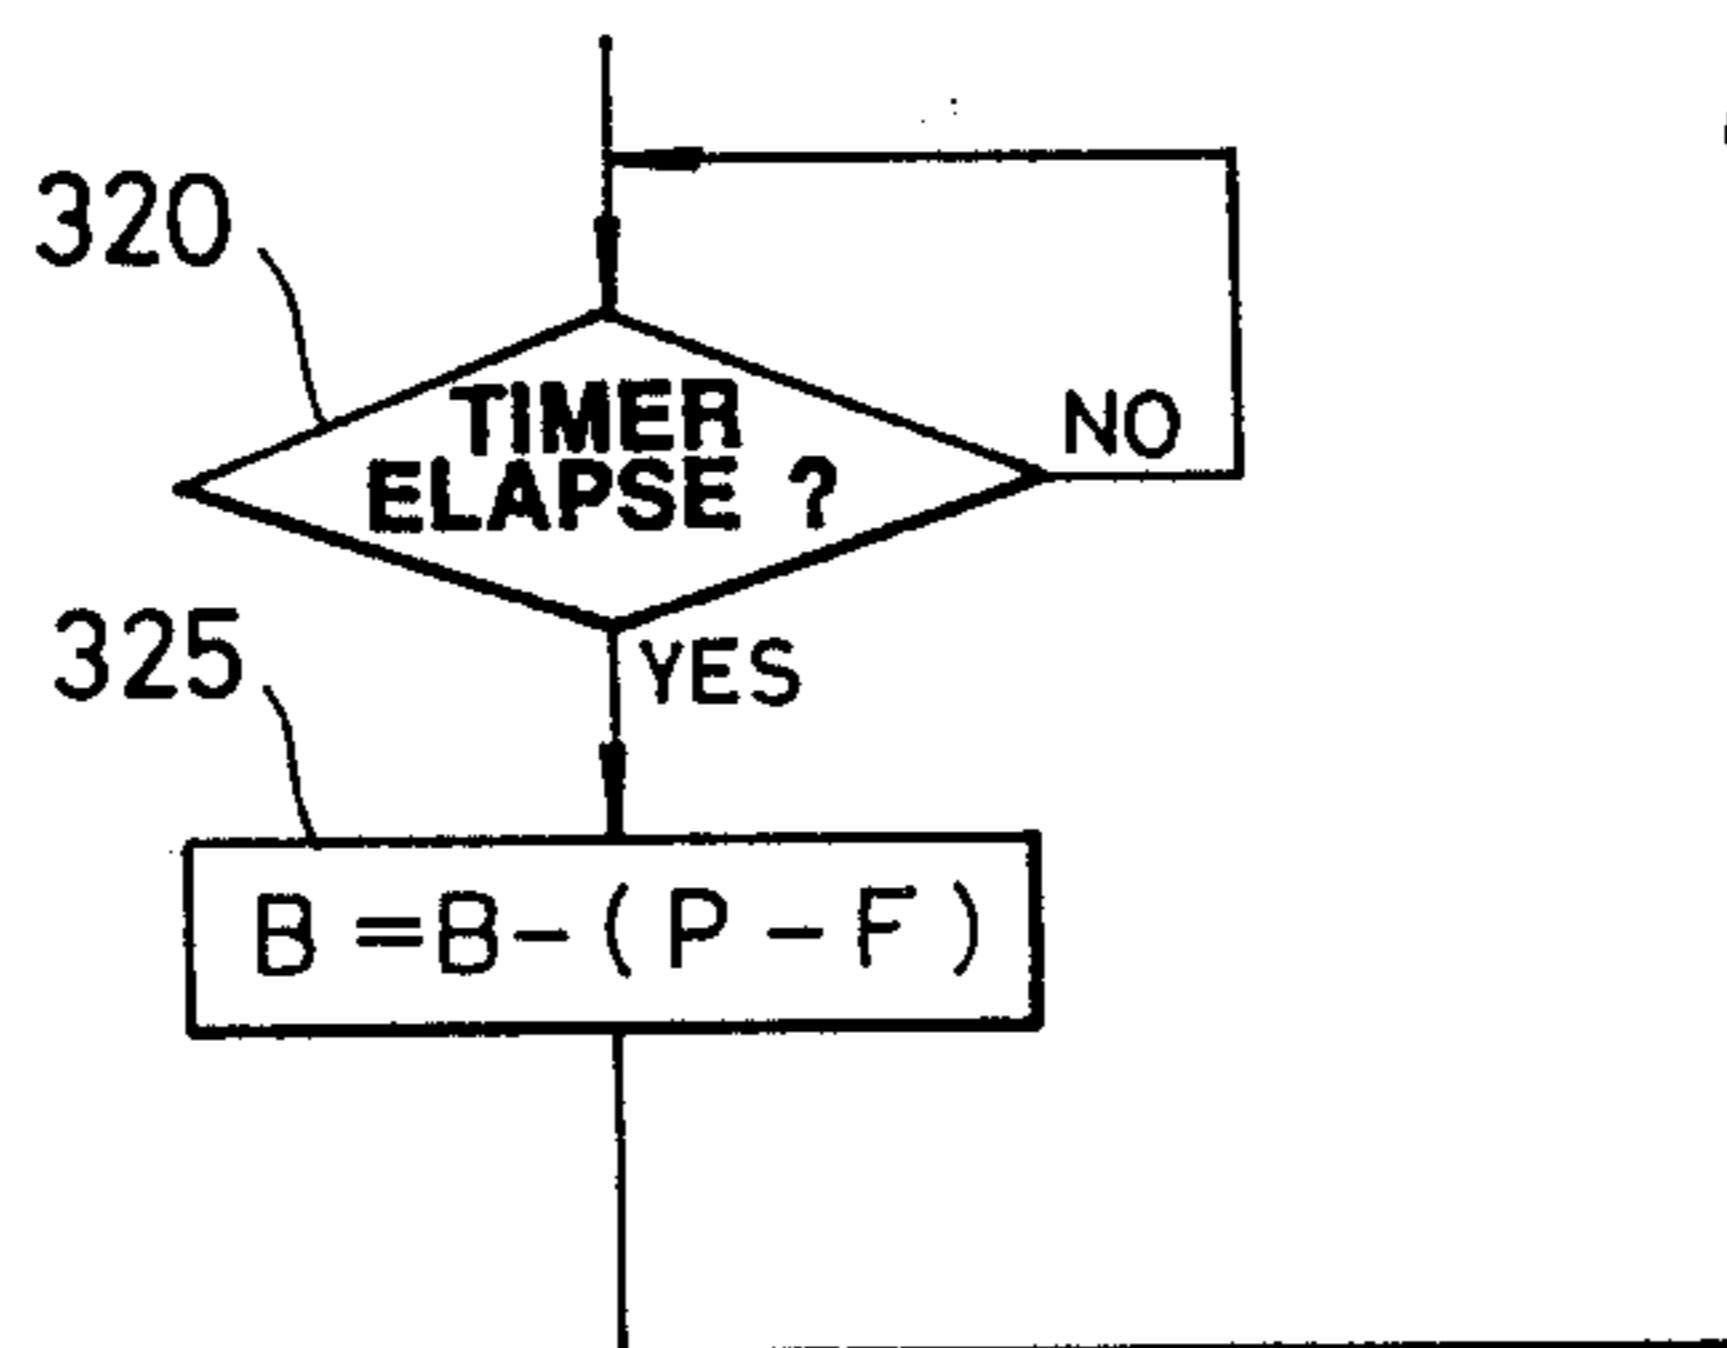 320
TIMER
ELAPSE ?
NO
YES
325
B=B-(P-F)